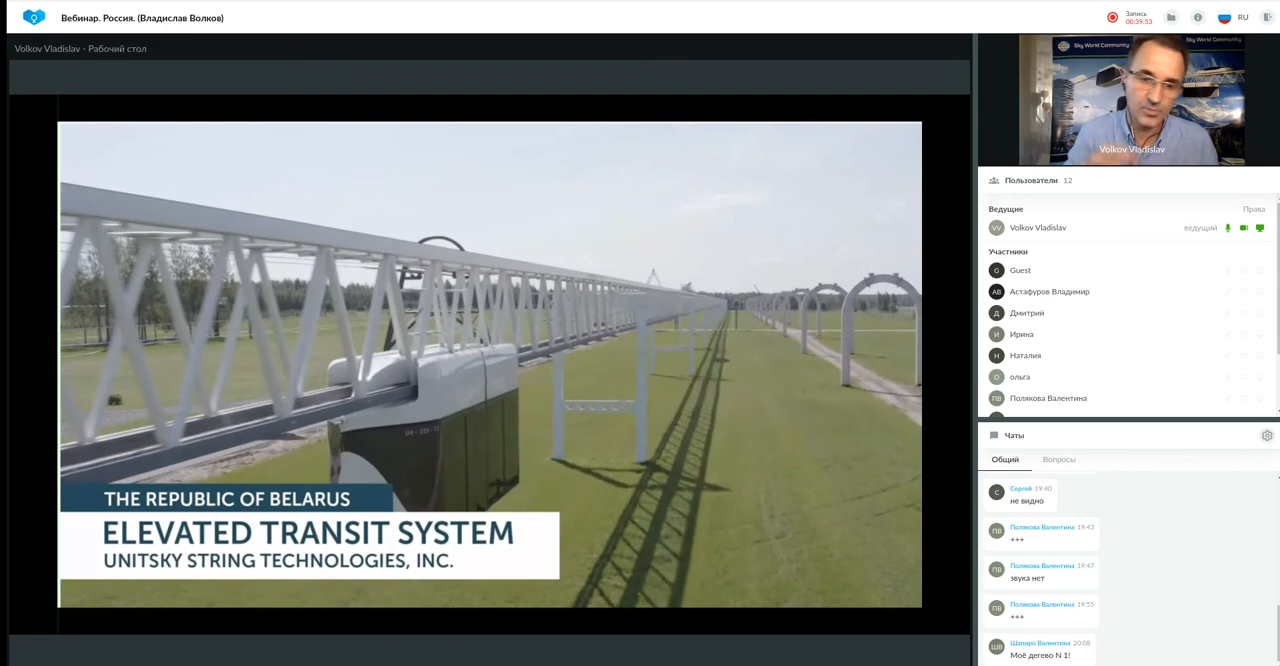 Вебинар. Россия. (Владислав Волков)
Запись
00:39:53
RU
Volkov Vladislav - Рабочий стол
THE REPUBLIC OF BELARUS
ELEVATED TRANSIT SYSTEM
UNITSKY STRING TECHNOLOGIES, INC.
Sky World Community
Sky World Community
Volkov Vladislav
Пользователи 12
Ведущие Права
VV Volkov Vladislav ведущий
Участники
G Guest
АВ Астафуров Владимир
Д Дмитрий
И Ирина
Н Наталия
О ольга
ПВ Полякова Валентина
Чаты
Общий Вопросы
С Сергей 19:40
не видно
ПВ Полякова Валентина 19:43
+++
ПВ Полякова Валентина 19:47
звука нет
ПВ Полякова Валентина 19:55
+++
ШВ Шапиро Валентина 20:08
Моё дегево N 1!